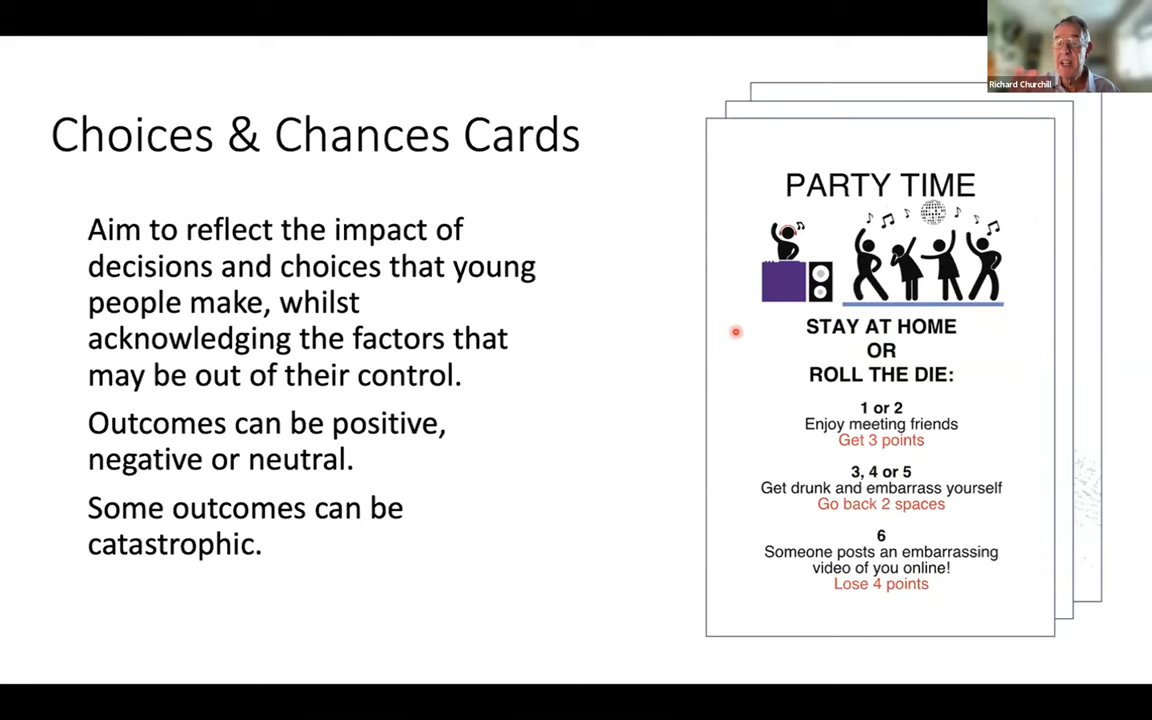 Richard Churchill
Choices & Chances Cards
Aim to reflect the impact of
decisions and choices that young
people make, whilst
acknowledging the factors that
may be out of their control.
Outcomes can be positive,
negative or neutral.
Some outcomes can be
catastrophic.
PARTY TIME
STAY AT HOME
OR
ROLL THE DIE:
1 or 2
Enjoy meeting friends
Get 3 points
3, 4 or 5
Get drunk and embarrass yourself
Go back 2 spaces
6
Someone posts an embarrassing
video of you online!
Lose 4 points